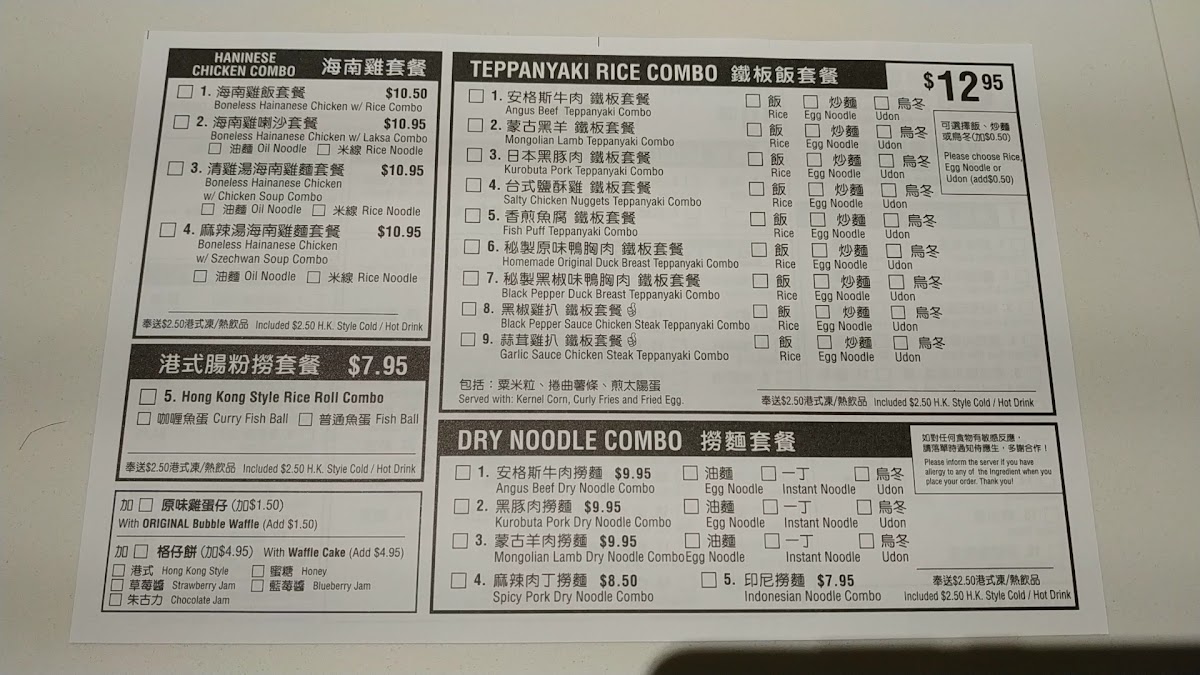 HANINESE
CHICKEN COMBO 海南雞套餐
1. 海南雞飯套餐 $10.50
Boneless Hainanese Chicken w/ Rice Combo
2. 海南雞喇沙套餐 $10.95
Boneless Hainanese Chicken w/ Laksa Combo
油麵 Oil Noodle 米線 Rice Noodle
3. 清雞湯海南雞麵套餐 $10.95
Boneless Hainanese Chicken
w/ Chicken Soup Combo
油麵 Oil Noodle 米線 Rice Noodle
4. 麻辣湯海南雞麵套餐 $10.95
Boneless Hainanese Chicken
w/ Szechwan Soup Combo
油麵 Oil Noodle 米線 Rice Noodle
奉送$2.50港式凍/熱飲品 Included $2.50 H.K. Style Cold / Hot Drink
港式腸粉撈套餐 $7.95
5. Hong Kong Style Rice Roll Combo
咖喱魚蛋 Curry Fish Ball 普通魚蛋 Fish Ball
奉送$2.50港式凍/熱飲品 Included $2.50 H.K. Style Cold / Hot Drink
加 原味雞蛋仔 (加$1.50)
With ORIGINAL Bubble Waffle (Add $1.50)
加 格仔餅 (加$4.95) With Waffle Cake (Add $4.95)
港式 Hong Kong Style 蜜糖 Honey
草莓醬 Strawberry Jam 藍莓醬 Blueberry Jam
朱古力 Chocolate Jam
TEPPANYAKI RICE COMBO 鐵板飯套餐 $12.95
1. 安格斯牛肉 鐵板套餐 飯 炒麵 烏冬
Angus Beef Teppanyaki Combo Rice Egg Noodle Udon
2. 蒙古黑羊 鐵板套餐 飯 炒麵 烏冬
Mongolian Lamb Teppanyaki Combo Rice Egg Noodle Udon
3. 日本黑豚肉 鐵板套餐 飯 炒麵 烏冬
Kurobuta Pork Teppanyaki Combo Rice Egg Noodle Udon
4. 台式鹽酥雞 鐵板套餐 飯 炒麵 烏冬
Salty Chicken Nuggets Teppanyaki Combo Rice Egg Noodle Udon
5. 香煎魚腐 鐵板套餐 飯 炒麵 烏冬
Fish Puff Teppanyaki Combo Rice Egg Noodle Udon
6. 秘製原味鴨胸肉 鐵板套餐 飯 炒麵 烏冬
Homemade Original Duck Breast Teppanyaki Combo Rice Egg Noodle Udon
7. 秘製黑椒味鴨胸肉 鐵板套餐 飯 炒麵 烏冬
Black Pepper Duck Breast Teppanyaki Combo Rice Egg Noodle Udon
8. 黑椒雞扒 鐵板套餐 飯 炒麵 烏冬
Black Pepper Sauce Chicken Steak Teppanyaki Combo Rice Egg Noodle Udon
9. 蒜茸雞扒 鐵板套餐 飯 炒麵 烏冬
Garlic Sauce Chicken Steak Teppanyaki Combo Rice Egg Noodle Udon
可選擇飯、炒麵
或烏冬(加$0.50)
Please choose Rice,
Egg Noodle or
Udon (add$0.50)
包括：粟米粒、捲曲薯條、煎太陽蛋
Served with: Kernel Corn, Curly Fries and Fried Egg.
奉送$2.50港式凍/熱飲品 Included $2.50 H.K. Style Cold / Hot Drink
DRY NOODLE COMBO 撈麵套餐
如對任何食物有敏感反應，
請落單時通知侍應生，多謝合作！
Please inform the server if you have
allergy to any of the Ingredient when you
place your order. Thank you!
1. 安格斯牛肉撈麵 $9.95 油麵 一丁 烏冬
Angus Beef Dry Noodle Combo Egg Noodle Instant Noodle Udon
2. 黑豚肉撈麵 $9.95 油麵 一丁 烏冬
Kurobuta Pork Dry Noodle Combo Egg Noodle Instant Noodle Udon
3. 蒙古羊肉撈麵 $9.95 油麵 一丁 烏冬
Mongolian Lamb Dry Noodle Combo Egg Noodle Instant Noodle Udon
4. 麻辣肉丁撈麵 $8.50 5. 印尼撈麵 $7.95
Spicy Pork Dry Noodle Combo Indonesian Noodle Combo
奉送$2.50港式凍/熱飲品
Included $2.50 H.K. Style Cold / Hot Drink